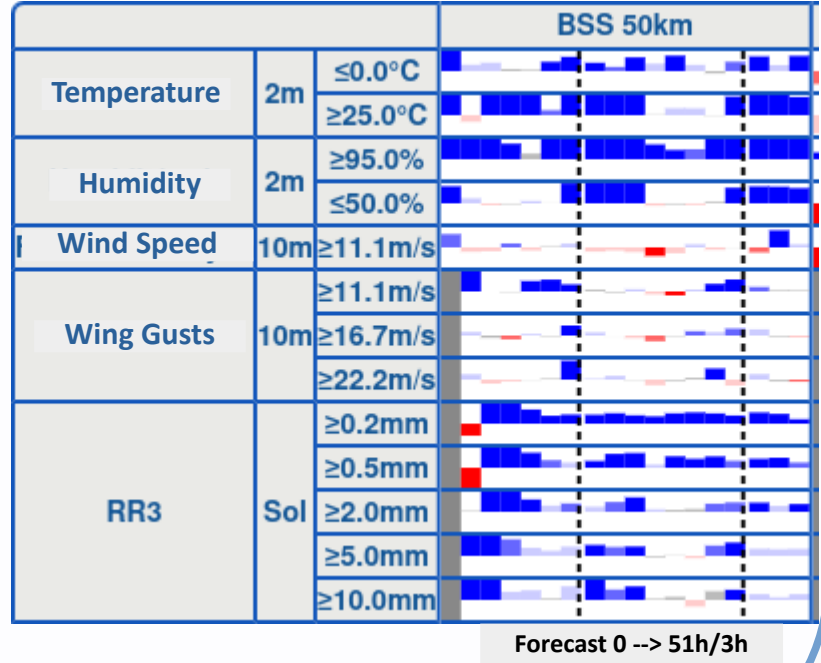 BSS 50km
Temperature 2m ≤0.0°C
≥25.0°C
Humidity 2m ≥95.0%
≤50.0%
Wind Speed 10m ≥11.1m/s
Wing Gusts 10m ≥11.1m/s
≥16.7m/s
≥22.2m/s
RR3 Sol ≥0.2mm
≥0.5mm
≥2.0mm
≥5.0mm
≥10.0mm
Forecast 0 --> 51h/3h